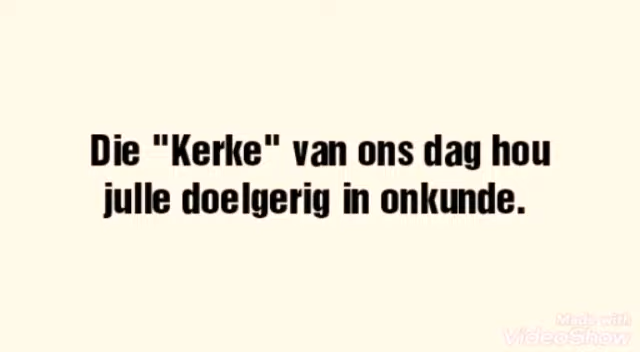 Die "Kerke" van ons dag hou
julle doelgerig in onkunde.
Made with
VideoShow